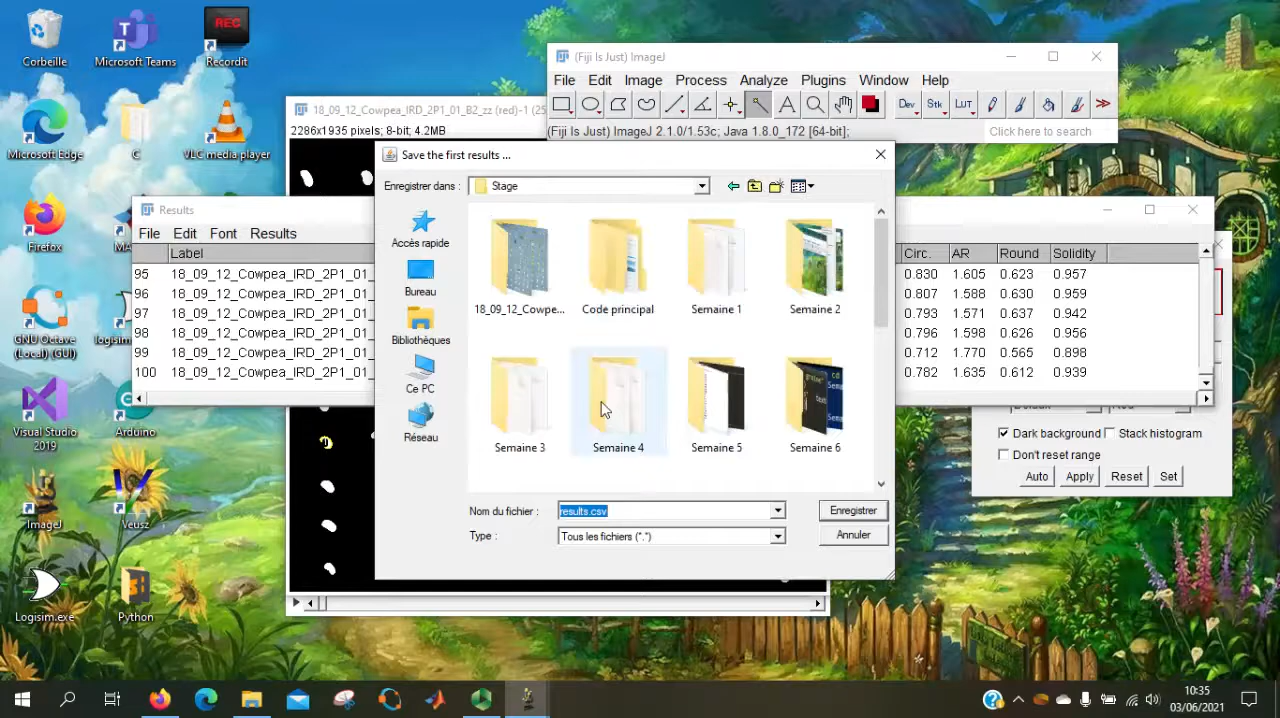 Corbeille
Microsoft Teams
REC
Recordit
Microsoft Edge
C
VLC media player
Firefox
MA
GNU Octave
(Local) (GUI)
logisim
Visual Studio
2019
Arduino
ImageJ
Veusz
Logisim.exe
Python
18_09_12_Cowpea_IRD_2P1_01_B2_zz (red)-1 (25
2286x1935 pixels; 8-bit; 4.2MB
(Fiji Is Just) ImageJ
File Edit Image Process Analyze Plugins Window Help
Dev Stk LUT
(Fiji Is Just) ImageJ 2.1.0/1.53c; Java 1.8.0_172 [64-bit];
Click here to search
Results
File Edit Font Results
Label Circ. AR Round Solidity
95 18_09_12_Cowpea_IRD_2P1_01_ 0.830 1.605 0.623 0.957
96 18_09_12_Cowpea_IRD_2P1_01_ 0.807 1.588 0.630 0.959
97 18_09_12_Cowpea_IRD_2P1_01_ 0.793 1.571 0.637 0.942
98 18_09_12_Cowpea_IRD_2P1_01_ 0.796 1.598 0.626 0.956
99 18_09_12_Cowpea_IRD_2P1_01_ 0.712 1.770 0.565 0.898
100 18_09_12_Cowpea_IRD_2P1_01_ 0.782 1.635 0.612 0.939
Save the first results ...
Enregistrer dans : Stage
Accès rapide
Bureau
Bibliothèques
Ce PC
Réseau
18_09_12_Cowpe... Code principal Semaine 1 Semaine 2
Semaine 3 Semaine 4 Semaine 5 Semaine 6
Nom du fichier : results.csv Enregistrer
Type : Tous les fichiers (*.*) Annuler
Dark background Stack histogram
Don't reset range
Auto Apply Reset Set
10:35
03/06/2021